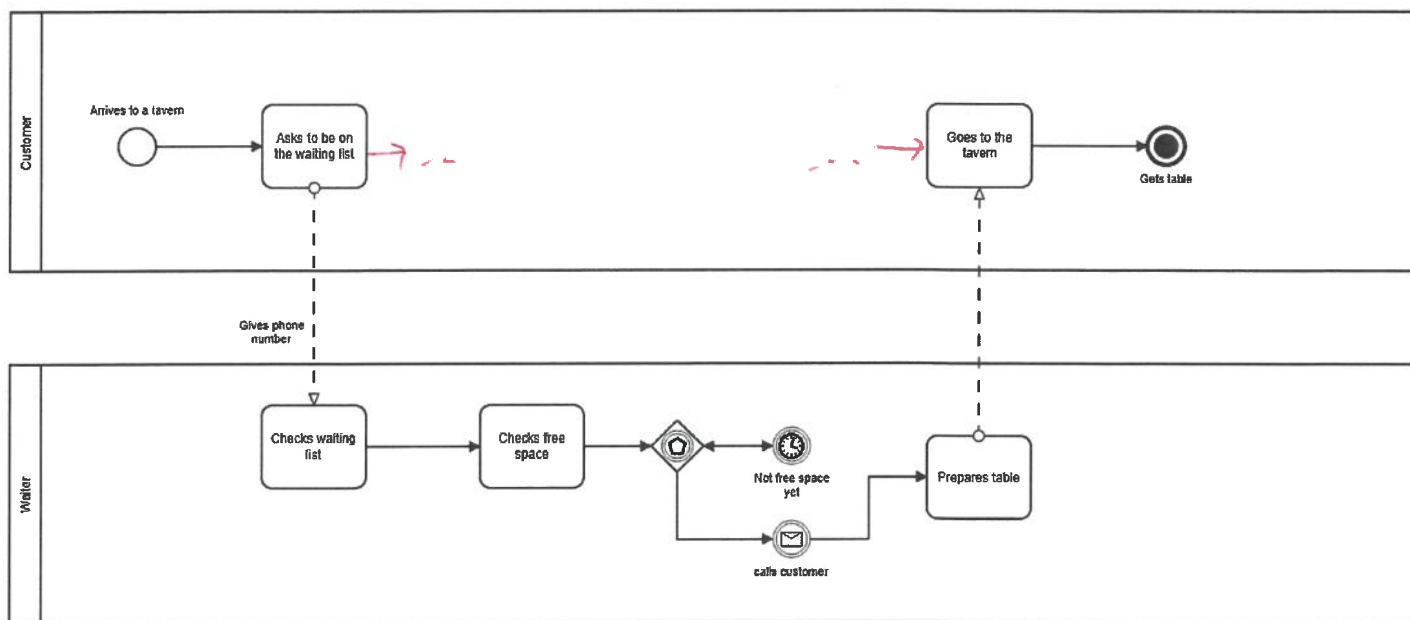 Customer
Arrives to a tavern
Asks to be on
the waiting list
Goes to the
tavern
Gets table
Gives phone
number
Waiter
Checks waiting
list
Checks free
space
Not free space
yet
calls customer
Prepares table